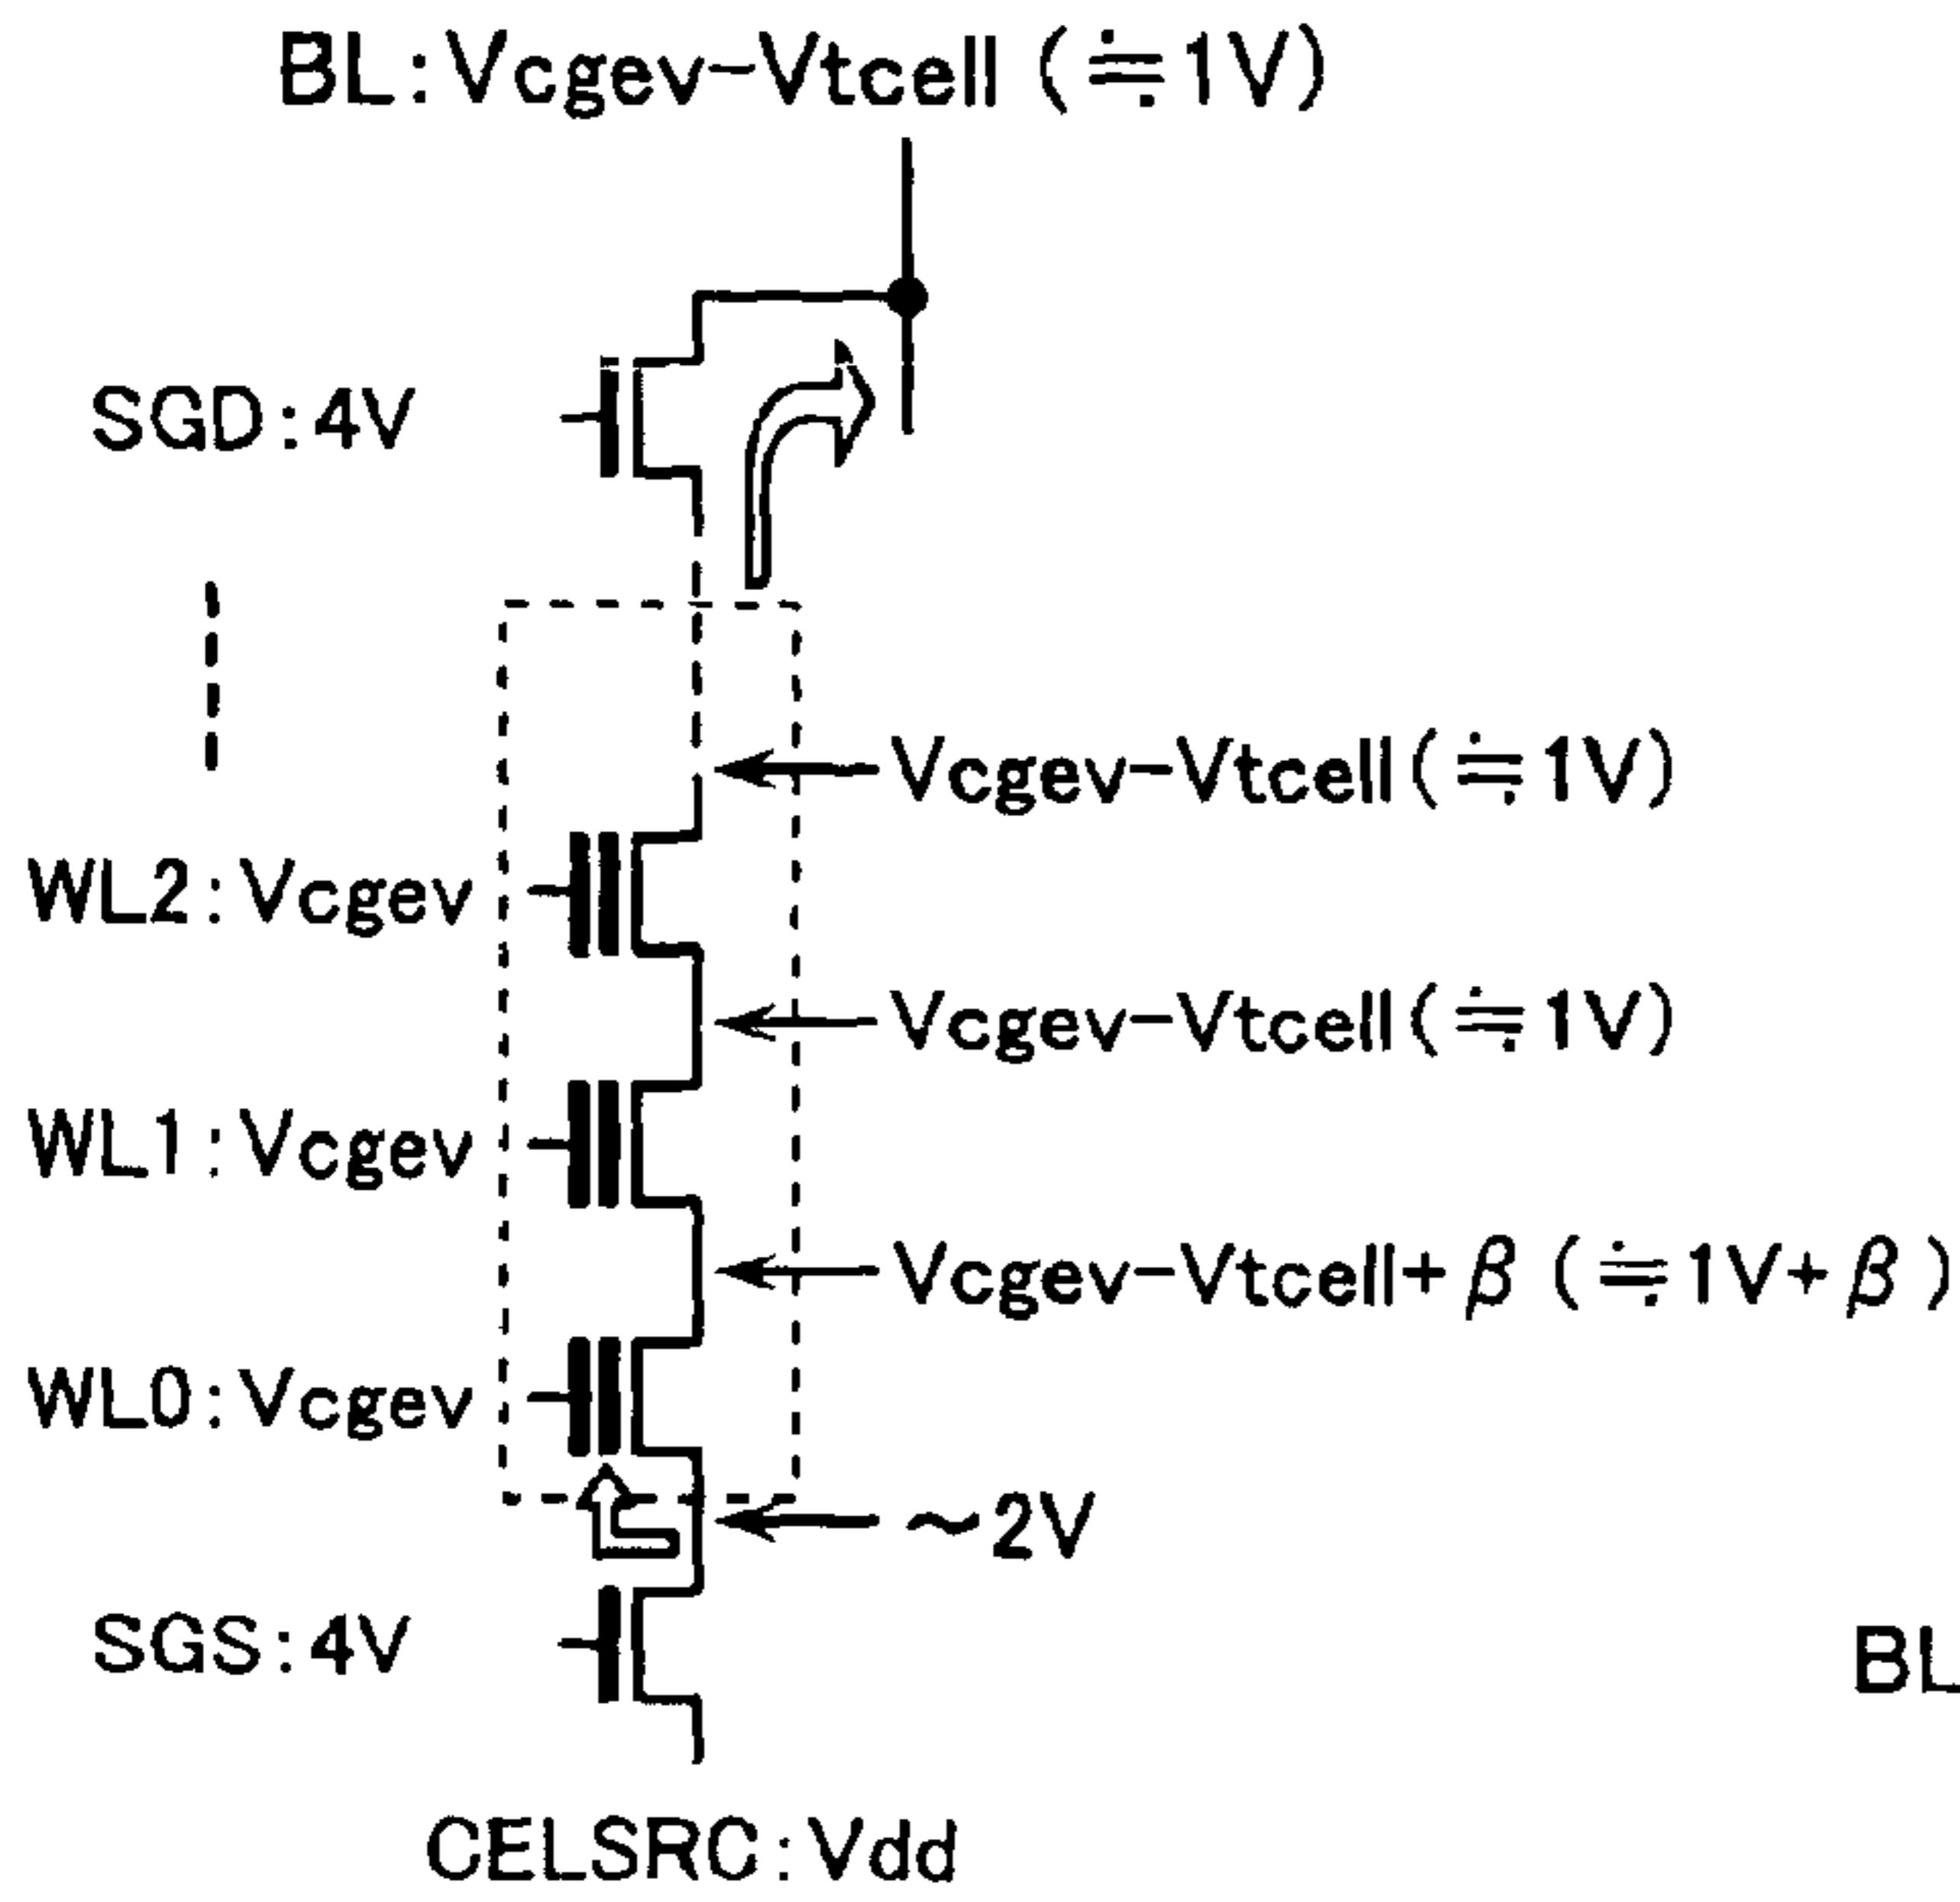 BL:Vcgev-Vtcell(≒1V)
SGD:4V
Vcgev-Vtcell(≒1V)
WL2:Vcgev
Vcgev-Vtcell(≒1V)
WL1:Vcgev
Vcgev-Vtcell+β(≒1V+β)
WL0:Vcgev
~2V
SGS:4V
BL
CELSRC:Vdd